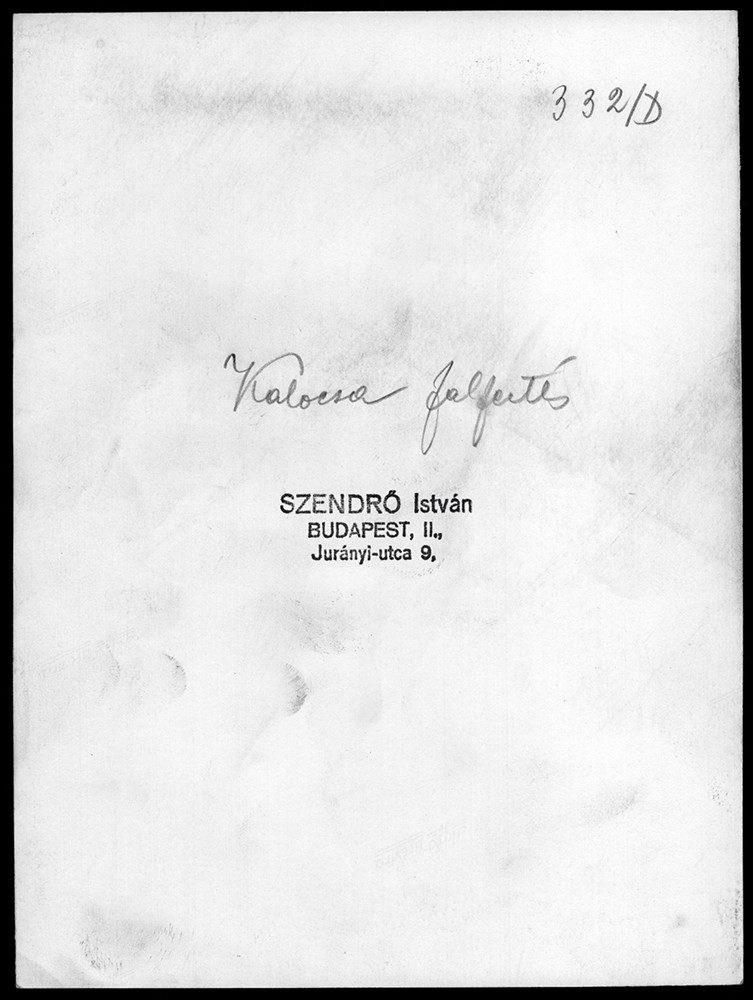 332/D
Kalocsa falfestés
SZENDRŐ István
BUDAPEST, II.,
Jurányi-utca 9.